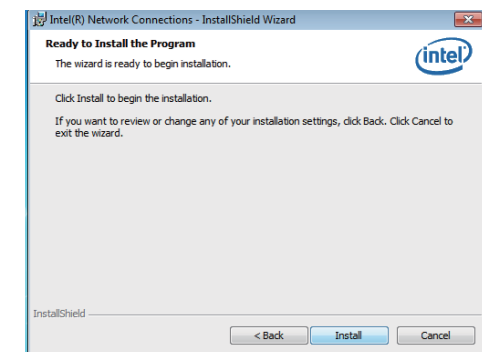 Intel(R) Network Connections - InstallShield Wizard
Ready to Install the Program
The wizard is ready to begin installation.
intel
Click Install to begin the installation.
If you want to review or change any of your installation settings, click Back. Click Cancel to
exit the wizard.
InstallShield
< Back
Install
Cancel